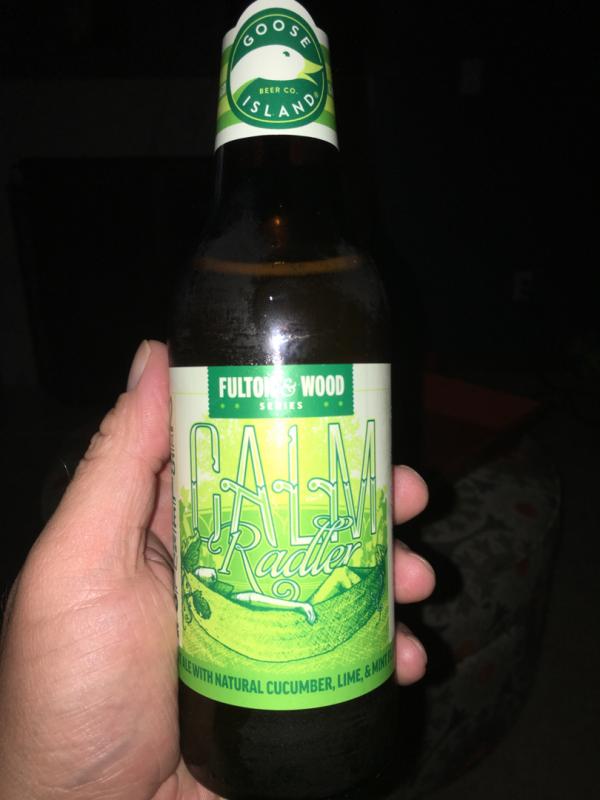 GOOSE
BEER CO.
ISLAND
FULTON & WOOD
SERIES
CALM
Radler
ALE WITH NATURAL CUCUMBER, LIME, & MINT